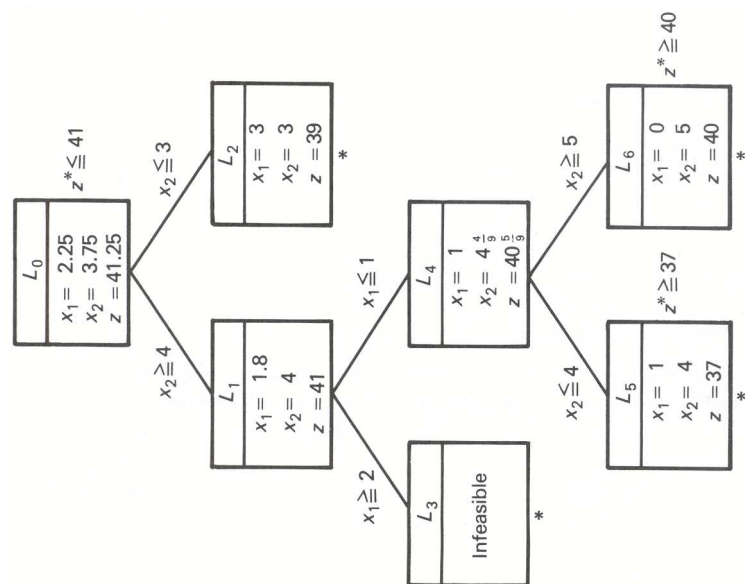 L0
x1 = 2.25
x2 = 3.75
z = 41.25
z* ≦ 41
x2 ≧ 4
x2 ≦ 3
L1
x1 = 1.8
x2 = 4
z = 41
L2
x1 = 3
x2 = 3
z = 39
*
x1 ≧ 2
x1 ≦ 1
L3
Infeasible
*
L4
x1 = 1
x2 = 4 4/9
z = 40 5/9
x2 ≦ 4
x2 ≧ 5
z* ≧ 37
L5
x1 = 1
x2 = 4
z = 37
*
z* ≧ 40
L6
x1 = 0
x2 = 5
z = 40
*